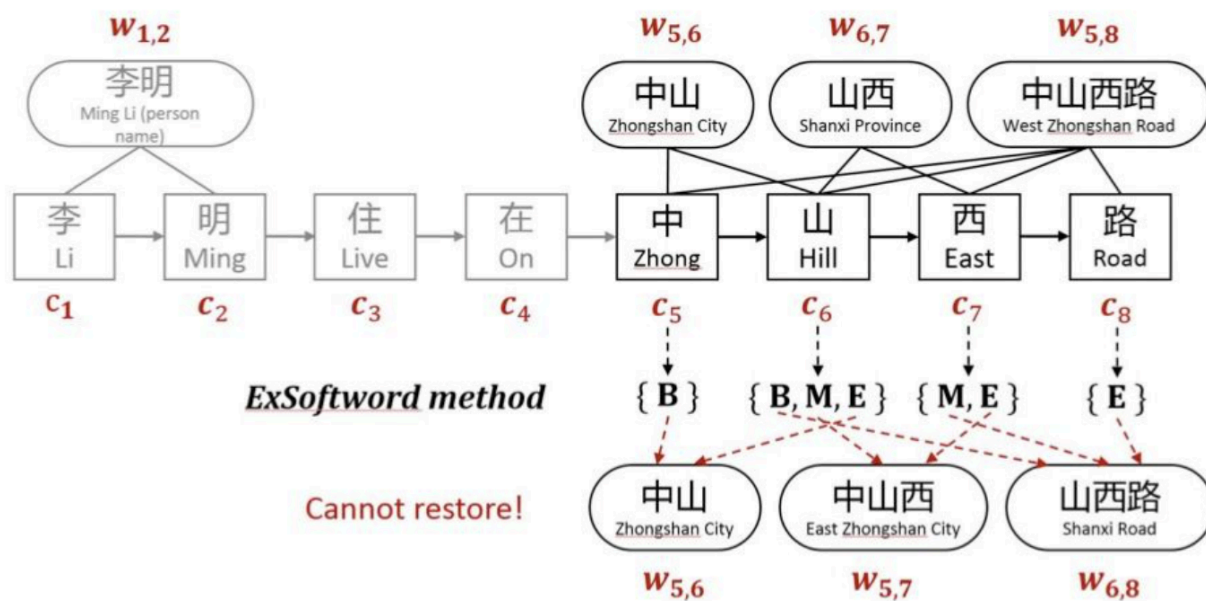 w1,2
w5,6
w6,7
w5,8
李明
Ming Li (person
name)
中山
Zhongshan City
山西
Shanxi Province
中山西路
West Zhongshan Road
李
Li
明
Ming
住
Live
在
On
中
Zhong
山
Hill
西
East
路
Road
c1
c2
c3
c4
c5
c6
c7
c8
ExSoftword method
{ B }
{ B, M, E }
{ M, E }
{ E }
Cannot restore!
中山
Zhongshan City
中山西
East Zhongshan City
山西路
Shanxi Road
w5,6
w5,7
w6,8